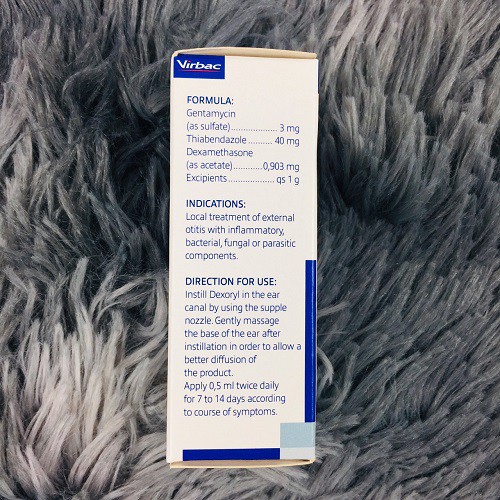 Virbac
FORMULA:
Gentamycin
(as sulfate)................... 3 mg
Thiabendazole .......... 40 mg
Dexamethasone
(as acetate)............0,903 mg
Excipients ................... qs 1 g
INDICATIONS:
Local treatment of external
otitis with inflammatory,
bacterial, fungal or parasitic
components.
DIRECTION FOR USE:
Instill Dexoryl in the ear
canal by using the supple
nozzle. Gently massage
the base of the ear after
instillation in order to allow a
better diffusion of
the product.
Apply 0,5 ml twice daily
for 7 to 14 days according
to course of symptoms.